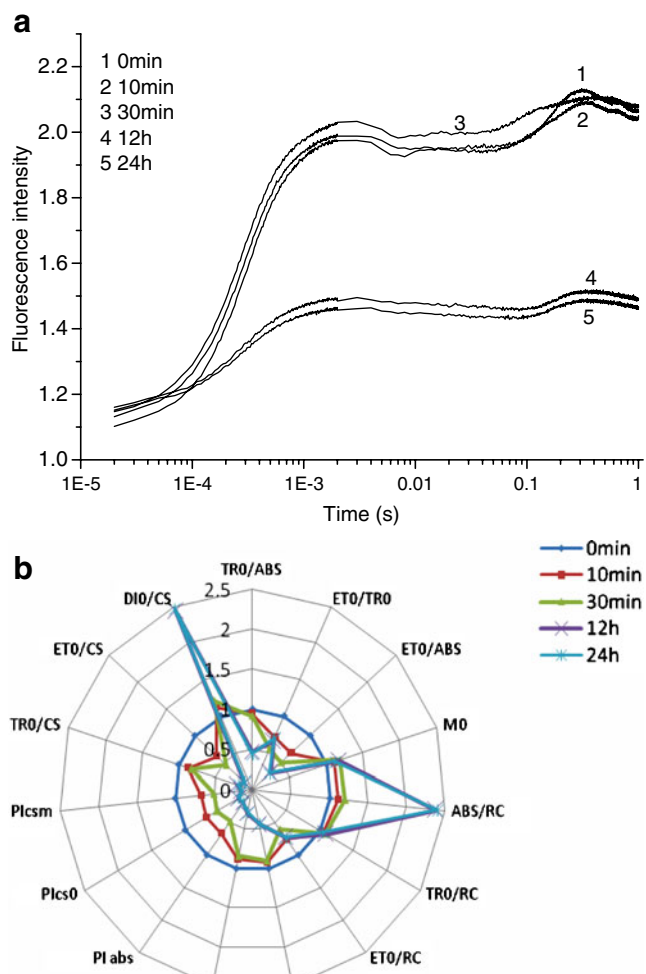 a
2.2
2.0
1.8
1.6
1.4
1.2
1.0
Fluorescence intensity
1 0min
2 10min
3 30min
4 12h
5 24h
1
2
3
4
5
1E-5
1E-4
1E-3
0.01
0.1
1
Time (s)
b
0min
10min
30min
12h
24h
TR0/ABS
ET0/TR0
ET0/ABS
M0
ABS/RC
TR0/RC
ET0/RC
PI abs
PIcs0
PIcsm
TR0/CS
ET0/CS
DI0/CS
2.5
2
1.5
1
0.5
0